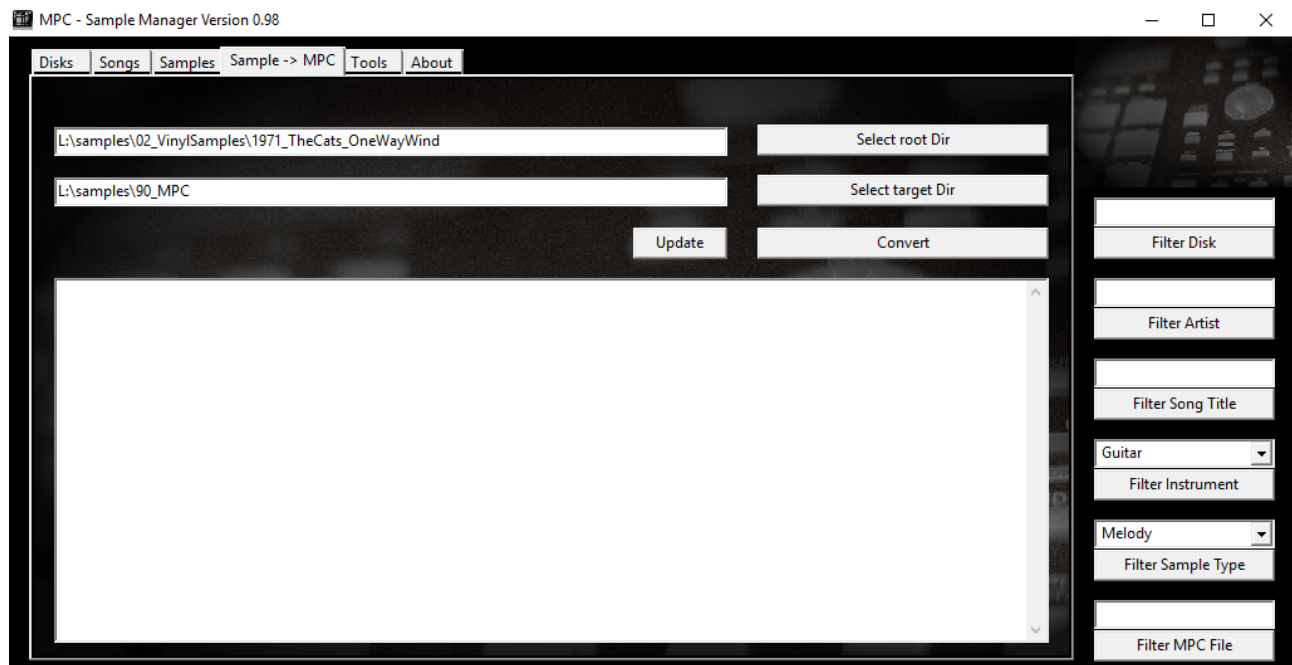 MPC - Sample Manager Version 0.98
Disks Songs Samples Sample -> MPC Tools About
L:\samples\02_VinylSamples\1971_TheCats_OneWayWind Select root Dir
L:\samples\90_MPC Select target Dir
Update Convert
Filter Disk
Filter Artist
Filter Song Title
Guitar
Filter Instrument
Melody
Filter Sample Type
Filter MPC File